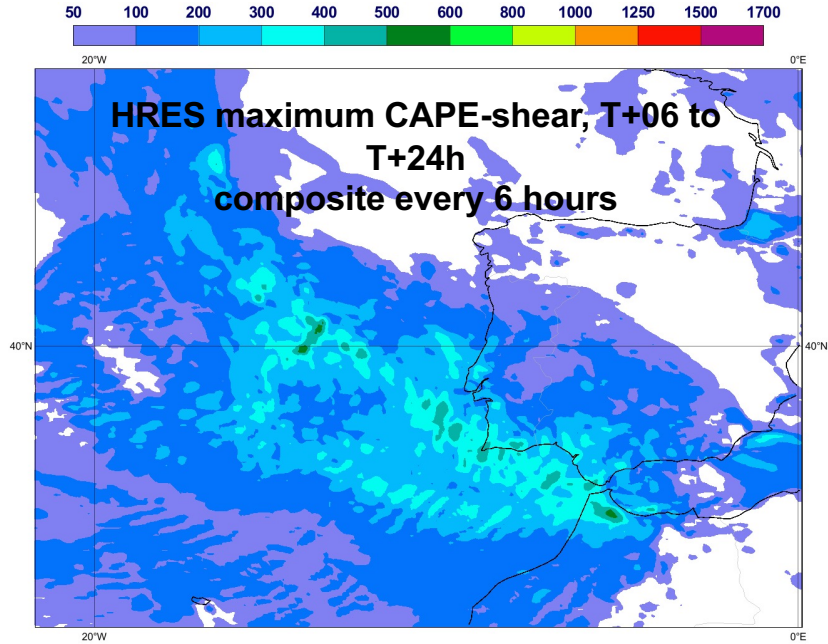 50 100 200 300 400 500 600 800 1000 1250 1500 1700
20°W 0°E
HRES maximum CAPE-shear, T+06 to
T+24h
composite every 6 hours
40°N 40°N
20°W 0°E